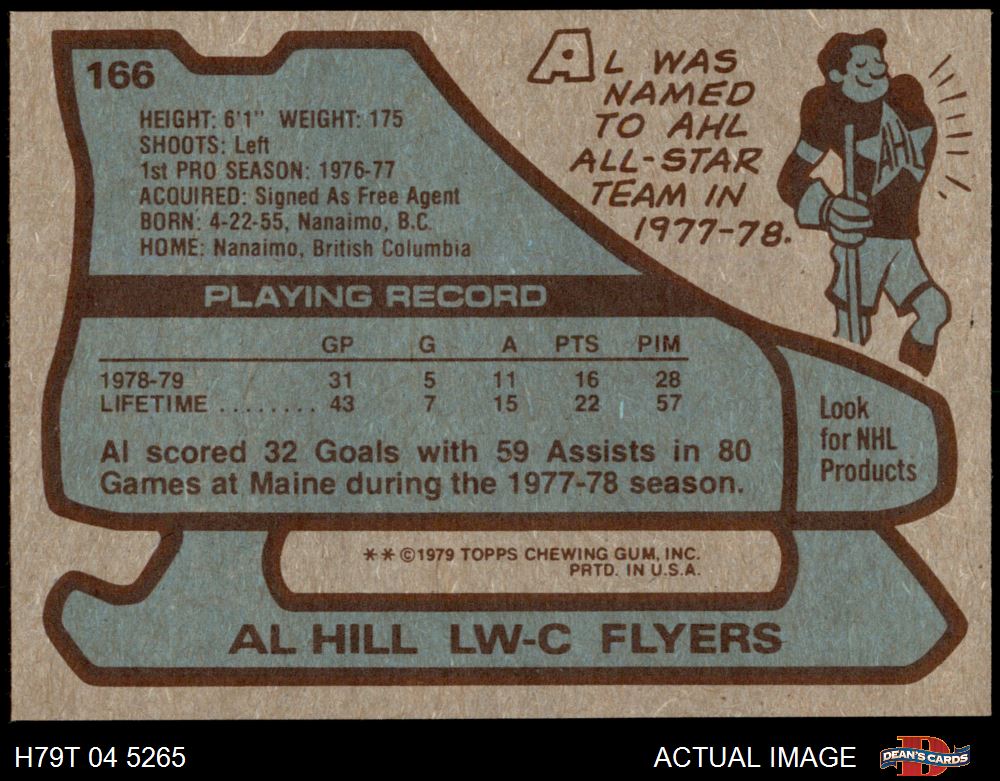 166
HEIGHT: 6'1" WEIGHT: 175
SHOOTS: Left
1st PRO SEASON: 1976-77
ACQUIRED: Signed As Free Agent
BORN: 4-22-55, Nanaimo, B.C.
HOME: Nanaimo, British Columbia
AL WAS
NAMED
TO AHL
ALL-STAR
TEAM IN
1977-78.
AHL
PLAYING RECORD
GP G A PTS PIM
1978-79 31 5 11 16 28
LIFETIME ........ 43 7 15 22 57
Al scored 32 Goals with 59 Assists in 80
Games at Maine during the 1977-78 season.
Look
for NHL
Products
**©1979 TOPPS CHEWING GUM, INC.
PRTD. IN U.S.A.
AL HILL LW-C FLYERS
H79T 04 5265
ACTUAL IMAGE
D
DEAN'S CARDS